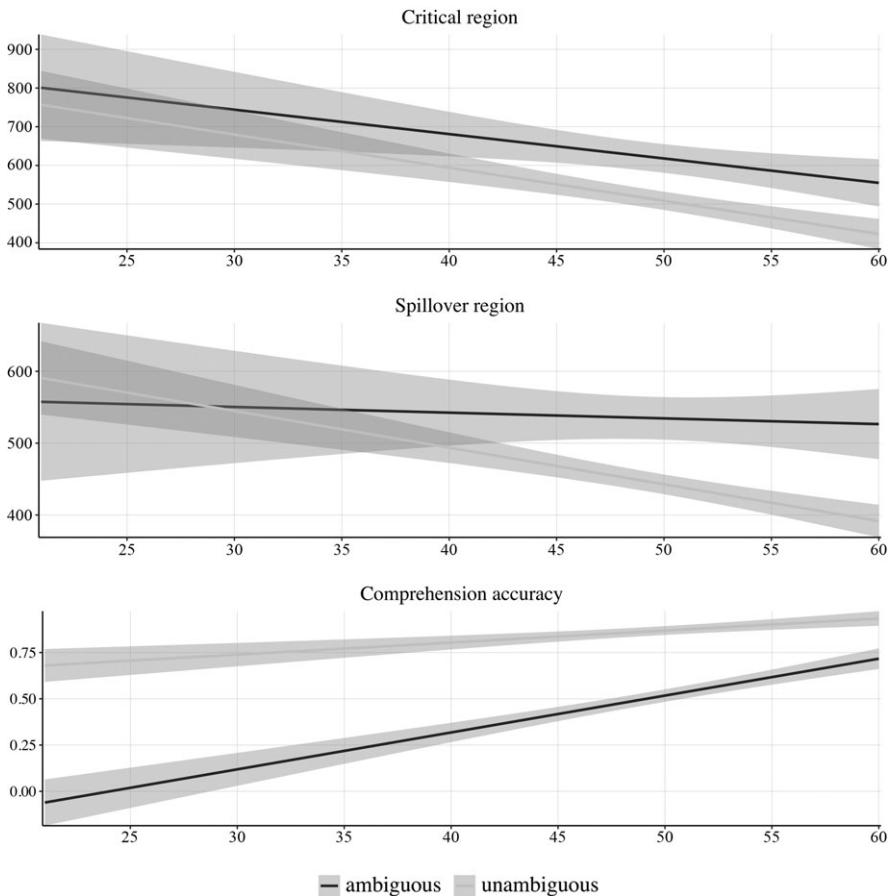 Critical region
900
800
700
600
500
400
25 30 35 40 45 50 55 60
Spillover region
600
500
400
25 30 35 40 45 50 55 60
Comprehension accuracy
0.75
0.50
0.25
0.00
25 30 35 40 45 50 55 60
ambiguous unambiguous